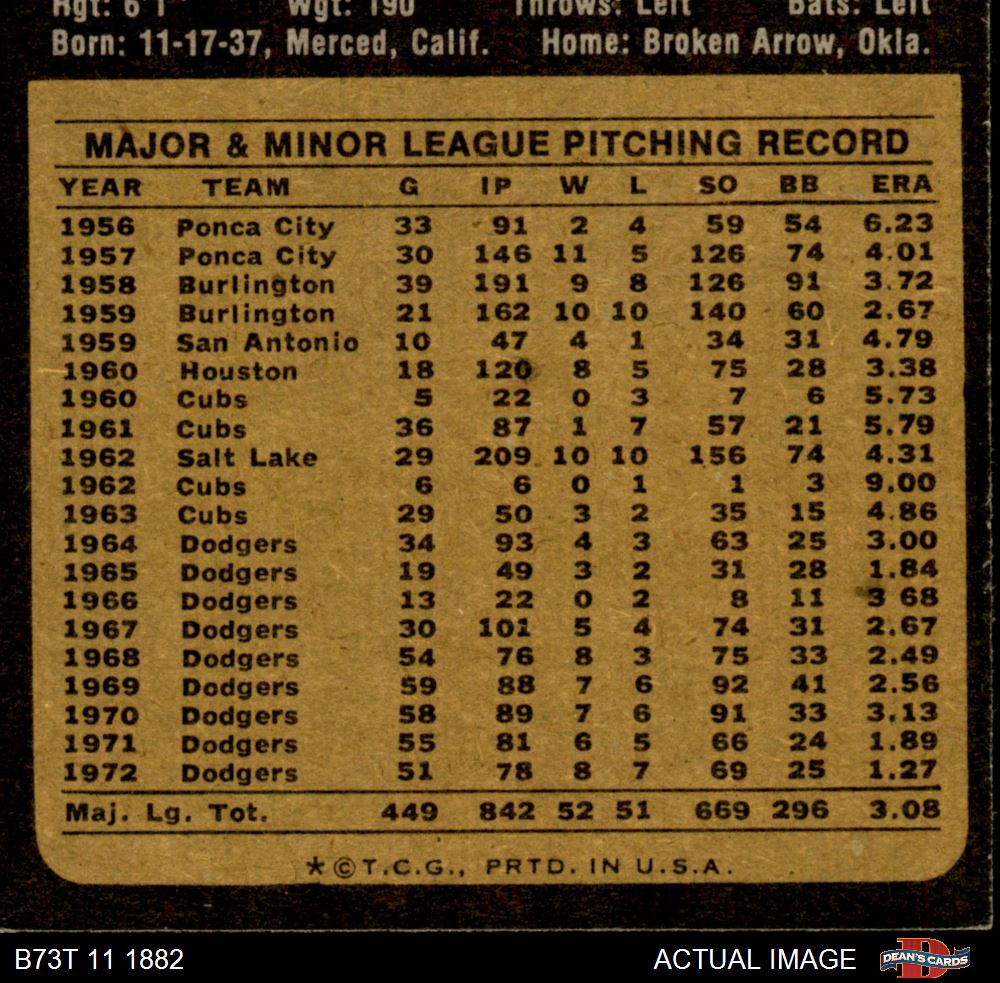 Hgt: 6'1" Wgt: 190 Throws: Left Bats: Left
Born: 11-17-37, Merced, Calif. Home: Broken Arrow, Okla.
MAJOR & MINOR LEAGUE PITCHING RECORD
YEAR TEAM G IP W L SO BB ERA
1956 Ponca City 33 91 2 4 59 54 6.23
1957 Ponca City 30 146 11 5 126 74 4.01
1958 Burlington 39 191 9 8 126 91 3.72
1959 Burlington 21 162 10 10 140 60 2.67
1959 San Antonio 10 47 4 1 34 31 4.79
1960 Houston 18 120 8 5 75 28 3.38
1960 Cubs 5 22 0 3 7 6 5.73
1961 Cubs 36 87 1 7 57 21 5.79
1962 Salt Lake 29 209 10 10 156 74 4.31
1962 Cubs 6 6 0 1 1 3 9.00
1963 Cubs 29 50 3 2 35 15 4.86
1964 Dodgers 34 93 4 3 63 25 3.00
1965 Dodgers 19 49 3 2 31 28 1.84
1966 Dodgers 13 22 0 2 8 11 3 68
1967 Dodgers 30 101 5 4 74 31 2.67
1968 Dodgers 54 76 8 3 75 33 2.49
1969 Dodgers 59 88 7 6 92 41 2.56
1970 Dodgers 58 89 7 6 91 33 3.13
1971 Dodgers 55 81 6 5 66 24 1.89
1972 Dodgers 51 78 8 7 69 25 1.27
Maj. Lg. Tot. 449 842 52 51 669 296 3.08
*©T.C.G., PRTD. IN U.S.A.
B73T 11 1882 ACTUAL IMAGE D DEAN'S CARDS